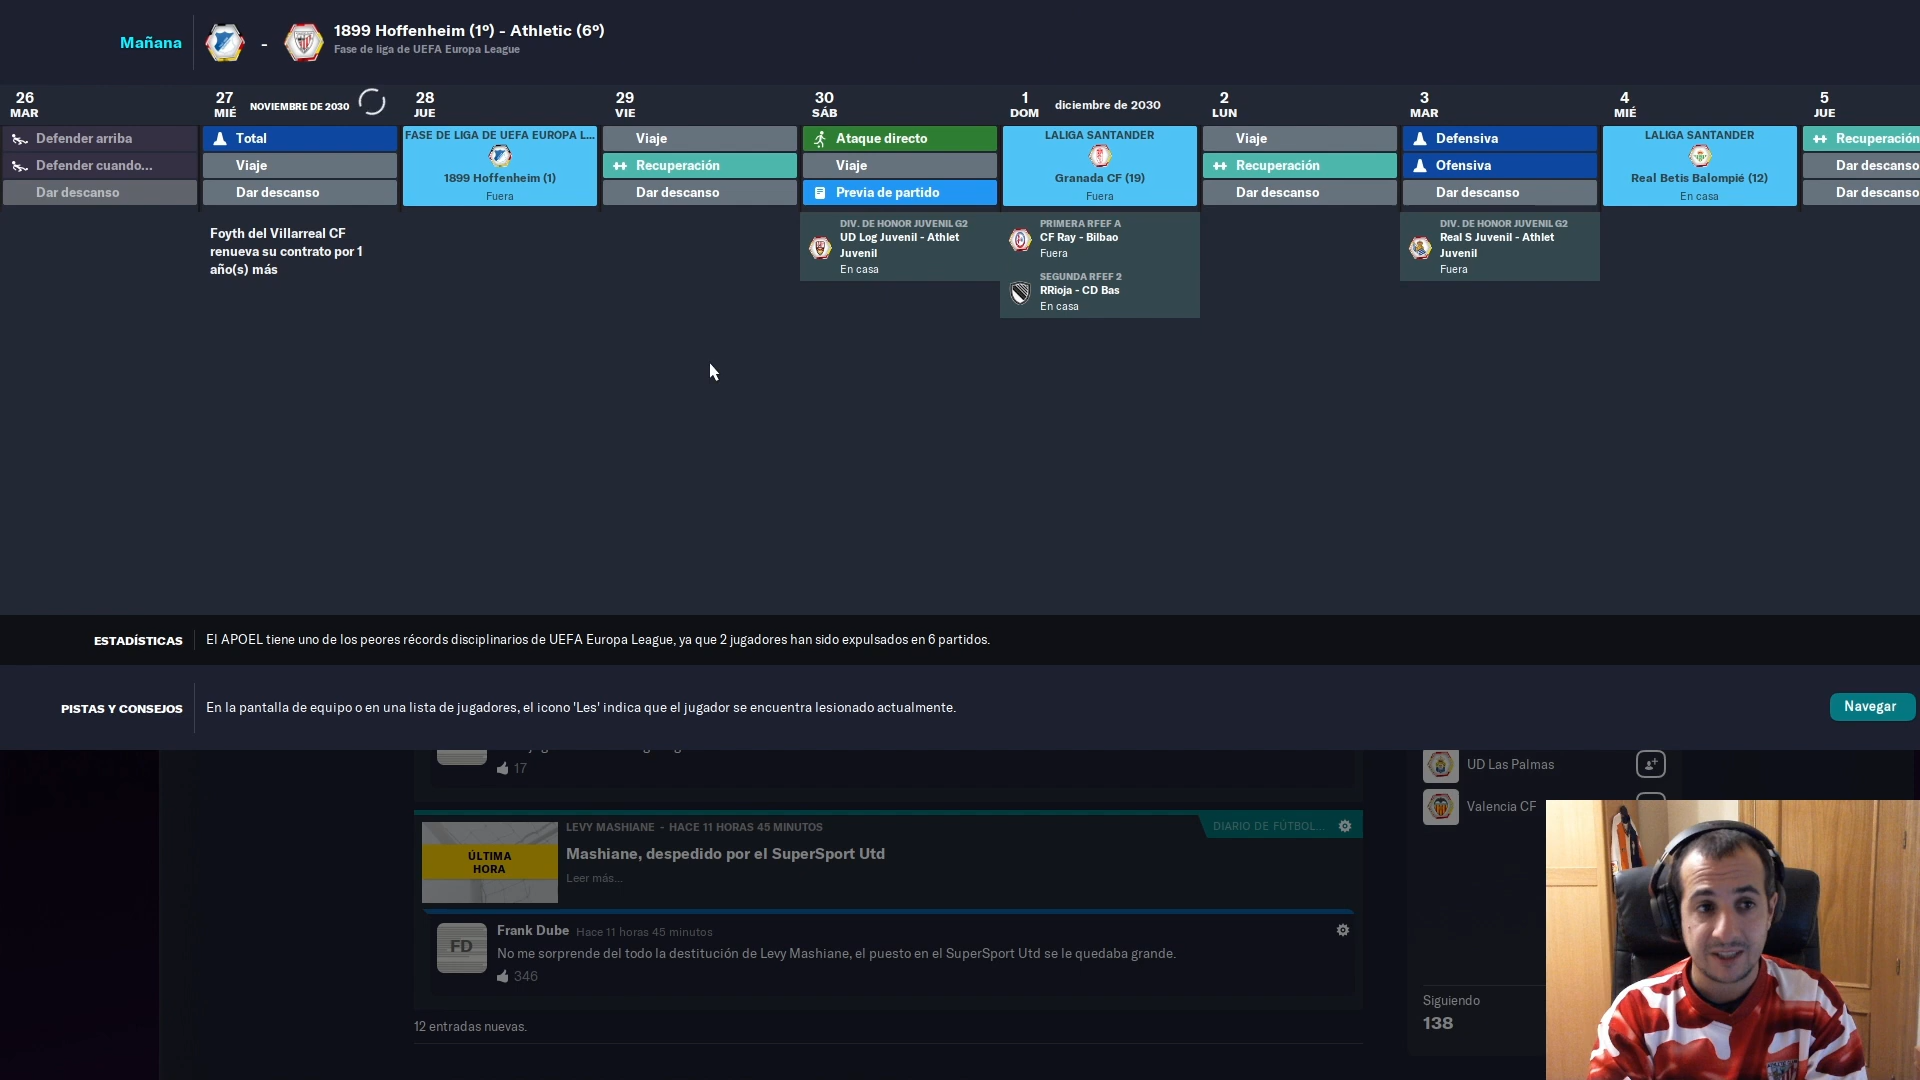 Mañana
-
1899 Hoffenheim (1º) - Athletic (6º)
Fase de liga de UEFA Europa League
26
MAR
27
MIÉ
NOVIEMBRE DE 2030
28
JUE
29
VIE
30
SÁB
1
DOM
diciembre de 2030
2
LUN
3
MAR
4
MIÉ
5
JUE
Defender arriba
Defender cuando...
Dar descanso
Total
Viaje
Dar descanso
FASE DE LIGA DE UEFA EUROPA L...
1899 Hoffenheim (1)
Fuera
Viaje
Recuperación
Dar descanso
Ataque directo
Viaje
Previa de partido
LALIGA SANTANDER
Granada CF (19)
Fuera
Viaje
Recuperación
Dar descanso
Defensiva
Ofensiva
Dar descanso
LALIGA SANTANDER
Real Betis Balompié (12)
En casa
Recuperación
Dar descanso
Dar descanso
Foyth del Villarreal CF
renueva su contrato por 1
año(s) más
DIV. DE HONOR JUVENIL G2
UD Log Juvenil - Athlet
Juvenil
En casa
PRIMERA RFEF A
CF Ray - Bilbao
Fuera
SEGUNDA RFEF 2
RRioja - CD Bas
En casa
DIV. DE HONOR JUVENIL G2
Real S Juvenil - Athlet
Juvenil
Fuera
ESTADÍSTICAS
El APOEL tiene uno de los peores récords disciplinarios de UEFA Europa League, ya que 2 jugadores han sido expulsados en 6 partidos.
PISTAS Y CONSEJOS
En la pantalla de equipo o en una lista de jugadores, el icono 'Les' indica que el jugador se encuentra lesionado actualmente.
Navegar
17
UD Las Palmas
Valencia CF
LEVY MASHIANE - HACE 11 HORAS 45 MINUTOS
DIARIO DE FÚTBOL...
ÚLTIMA
HORA
Mashiane, despedido por el SuperSport Utd
Leer más...
FD
Frank Dube Hace 11 horas 45 minutos
No me sorprende del todo la destitución de Levy Mashiane, el puesto en el SuperSport Utd se le quedaba grande.
346
12 entradas nuevas.
Siguiendo
138